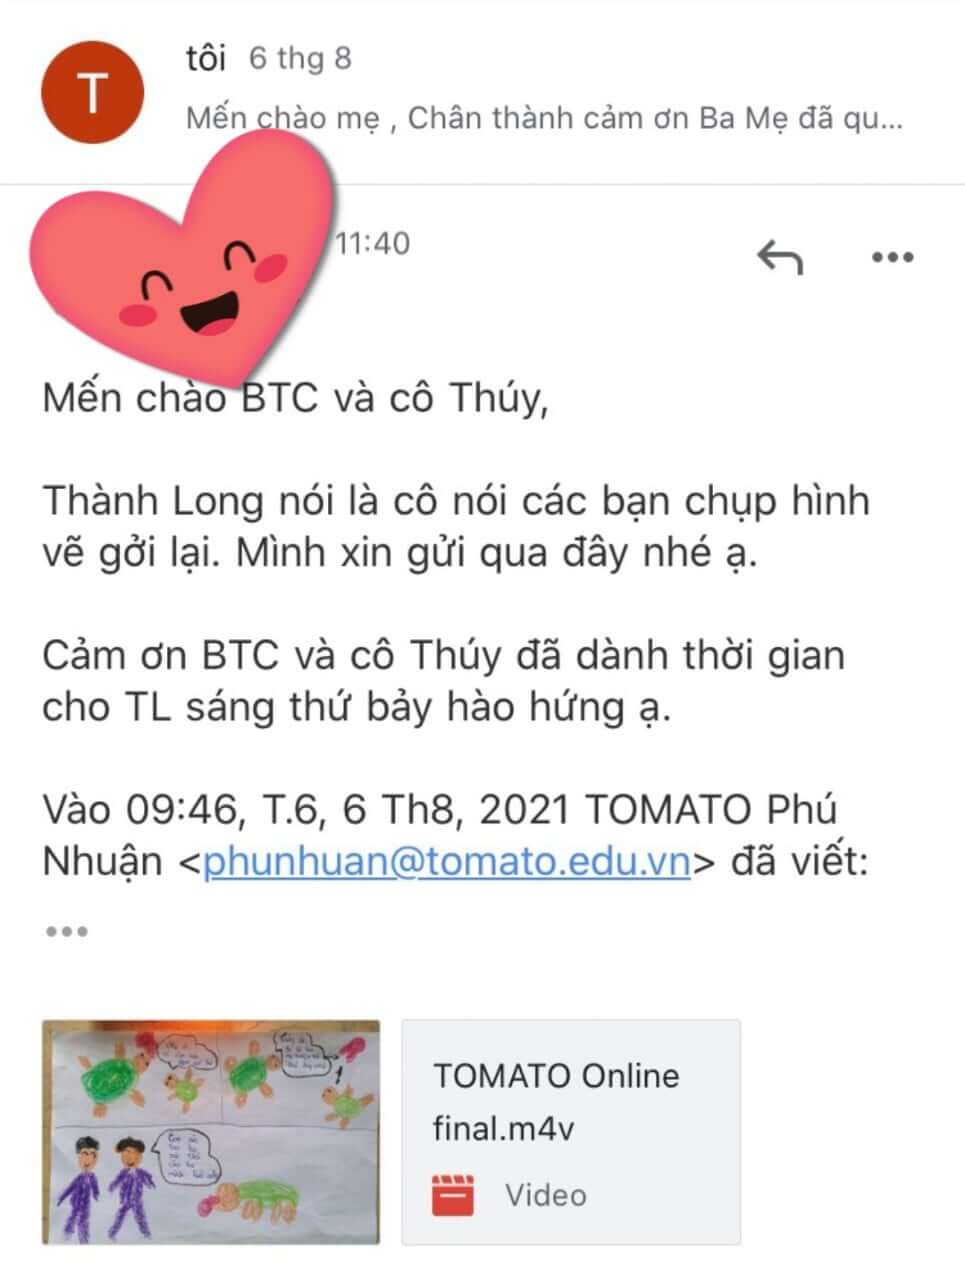 T
tôi 6 thg 8
Mến chào mẹ , Chân thành cảm ơn Ba Mẹ đã qu...
11:40
Mến chào BTC và cô Thúy,
Thành Long nói là cô nói các bạn chụp hình
vẽ gởi lại. Mình xin gửi qua đây nhé ạ.
Cảm ơn BTC và cô Thúy đã dành thời gian
cho TL sáng thứ bảy hào hứng ạ.
Vào 09:46, T.6, 6 Th8, 2021 TOMATO Phú
Nhuận <phunhuan@tomato.edu.vn> đã viết:
TOMATO Online
final.m4v
Video